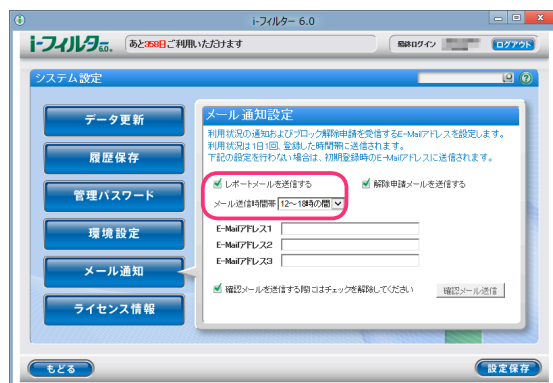 i-フィルター 6.0
i-フィルター6.0. あと358日ご利用いただけます 最終ログイン ログアウト
システム設定
データ更新
履歴保存
管理パスワード
環境設定
メール通知
ライセンス情報
メール通知設定
利用状況の通知およびブロック解除申請を受信するE-Mailアドレスを設定します。
利用状況は1日1回、登録した時間帯に送信されます。
下記の設定を行わない場合は、初期登録時のE-Mailアドレスに送信されます。
レポートメールを送信する 解除申請メールを送信する
メール送信時間帯 12～18時の間
E-Mailアドレス1
E-Mailアドレス2
E-Mailアドレス3
確認メールを送信する際にはチェックを解除してください 確認メール送信
もどる 設定保存